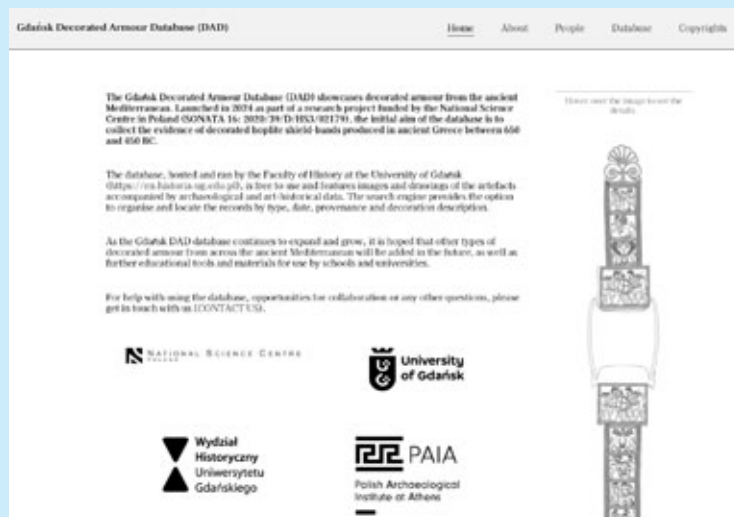 Gdańsk Decorated Armour Database (DAD)
Home About People Database Copyrights
The Gdańsk Decorated Armour Database (DAD) showcases decorated armour from the ancient
Mediterranean. Launched in 2024 as part of a research project funded by the National Science
Centre in Poland (SONATA 16: 2020/39/D/HS3/02179), the initial aim of the database is to
collect the evidence of decorated hoplite shield-bands produced in ancient Greece between 650
and 450 BC.
Hover over the image to see the
details.
The database, hosted and run by the Faculty of History at the University of Gdańsk
(https://en.historia.ug.edu.pl), is free to use and features images and drawings of the artefacts
accompanied by archaeological and art-historical data. The search engine provides the option
to organise and locate the records by type, date, provenance and decoration description.
As the Gdańsk DAD database continues to expand and grow, it is hoped that other types of
decorated armour from across the ancient Mediterranean will be added in the future, as well as
further educational tools and materials for use by schools and universities.
For help with using the database, opportunities for collaboration or any other questions, please
get in touch with us (CONTACT US).
NATIONAL SCIENCE CENTRE
POLAND
University
of Gdańsk
Wydział
Historyczny
Uniwersytetu
Gdańskiego
PAIA
Polish Archaeological
Institute at Athens